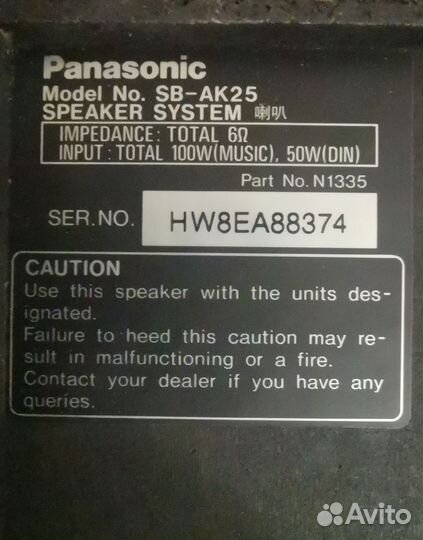 Panasonic
Model No. SB-AK25
SPEAKER SYSTEM 喇叭
IMPEDANCE: TOTAL 6Ω
INPUT: TOTAL 100W(MUSIC), 50W(DIN)
Part No. N1335
SER.NO. HW8EA88374
CAUTION
Use this speaker with the units des-
ignated.
Failure to heed this caution may re-
sult in malfunctioning or a fire.
Contact your dealer if you have any
queries.
Avito